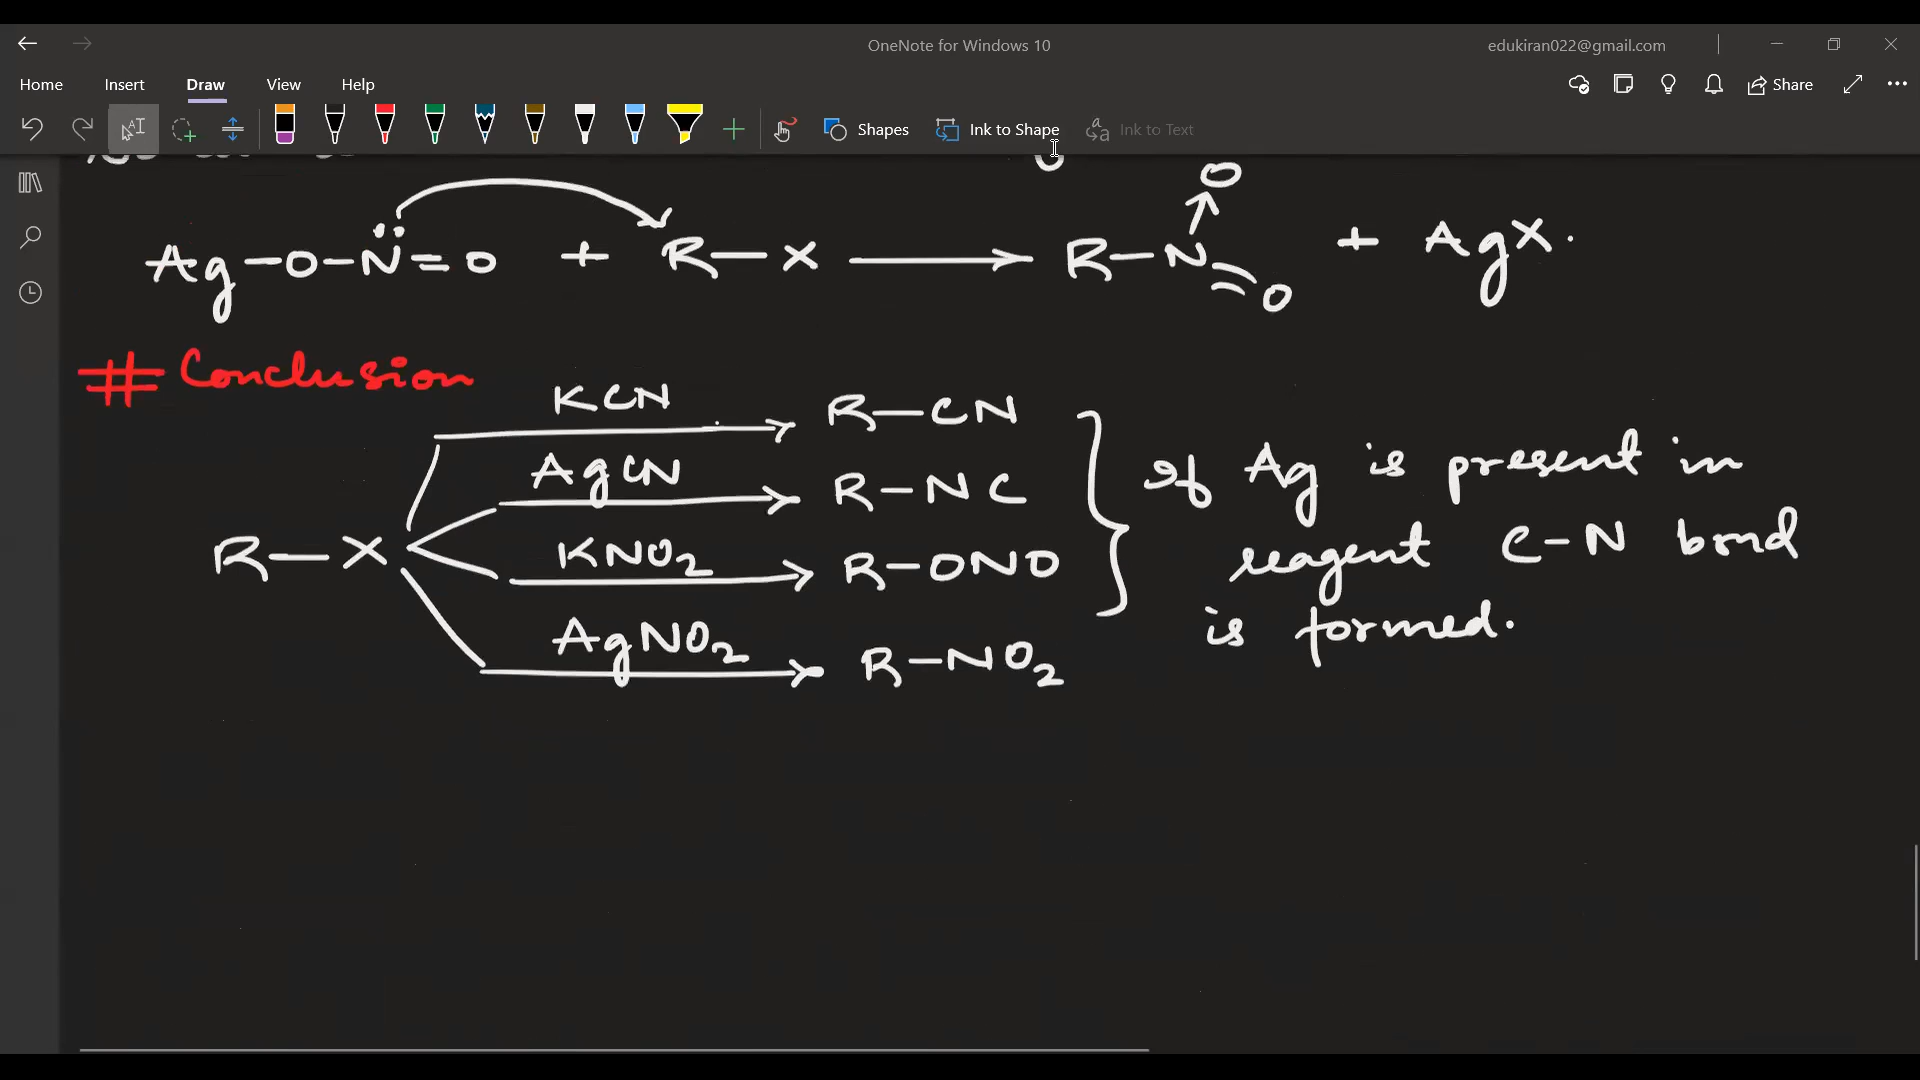 OneNote for Windows 10
edukiran022@gmail.com
Home Insert Draw View Help
Share
Shapes Ink to Shape Ink to Text
Ag-O-N̈=O + R-X ⟶ R-N + AgX.
O
O
# Conclusion
R-X
KCN R-CN
AgCN R-NC
KNO2 R-ONO
AgNO2 R-NO2
If Ag is present in
reagent C-N bond
is formed.